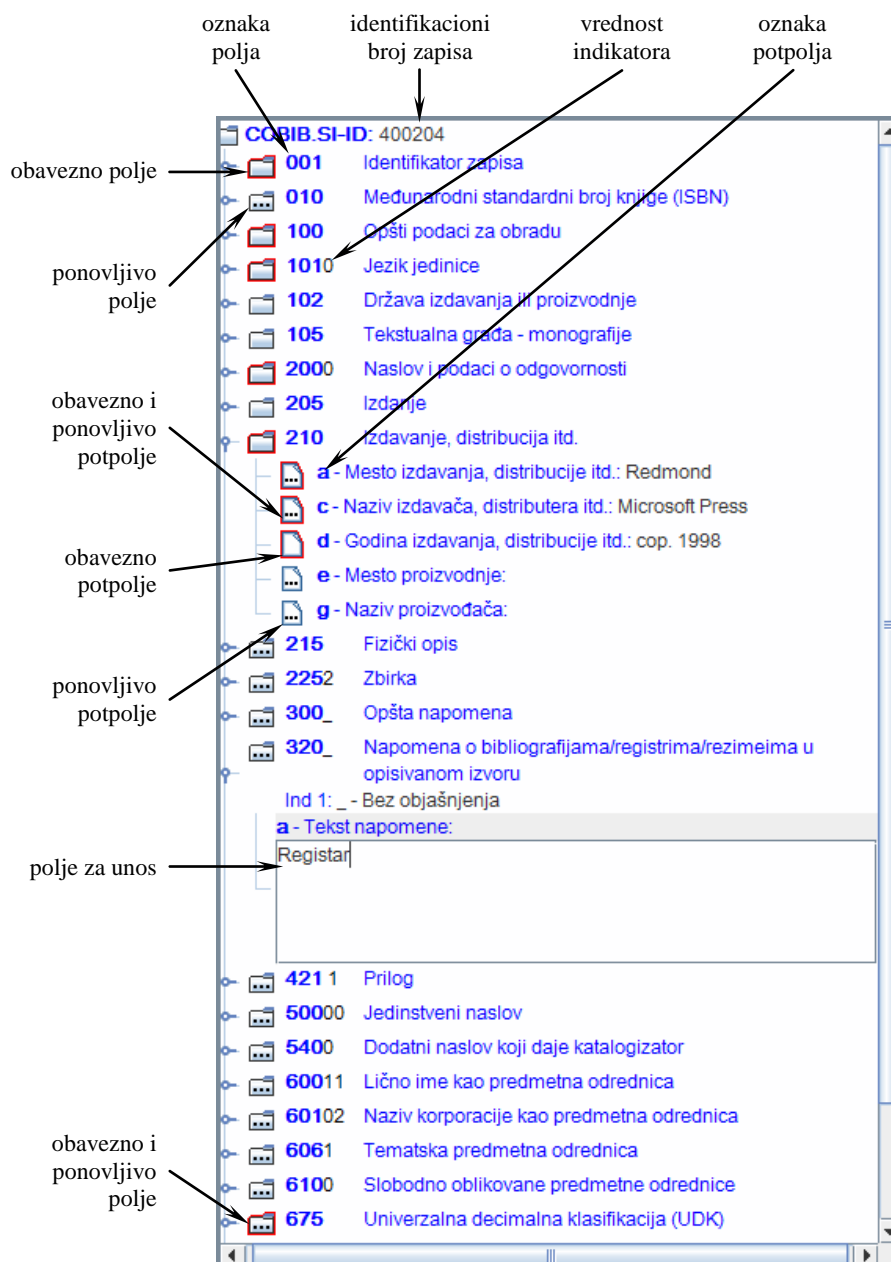 oznaka
polja
identifikacioni
broj zapisa
vrednost
indikatora
oznaka
potpolja
COBIB.SI-ID: 400204
obavezno polje
001 Identifikator zapisa
010 Međunarodni standardni broj knjige (ISBN)
100 Opšti podaci za obradu
ponovljivo
polje
1010 Jezik jedinice
102 Država izdavanja ili proizvodnje
105 Tekstualna građa - monografije
2000 Naslov i podaci o odgovornosti
obavezno i
ponovljivo
potpolje
205 Izdanje
210 Izdavanje, distribucija itd.
a - Mesto izdavanja, distribucije itd.: Redmond
c - Naziv izdavača, distributera itd.: Microsoft Press
d - Godina izdavanja, distribucije itd.: cop. 1998
obavezno
potpolje
e - Mesto proizvodnje:
g - Naziv proizvođača:
215 Fizički opis
ponovljivo
potpolje
2252 Zbirka
300_ Opšta napomena
320_ Napomena o bibliografijama/registrima/rezimeima u
opisivanom izvoru
Ind 1: _ - Bez objašnjenja
a - Tekst napomene:
polje za unos
Registar
421 1 Prilog
50000 Jedinstveni naslov
5400 Dodatni naslov koji daje katalogizator
60011 Lično ime kao predmetna odrednica
60102 Naziv korporacije kao predmetna odrednica
obavezno i
ponovljivo
polje
6061 Tematska predmetna odrednica
6100 Slobodno oblikovane predmetne odrednice
675 Univerzalna decimalna klasifikacija (UDK)